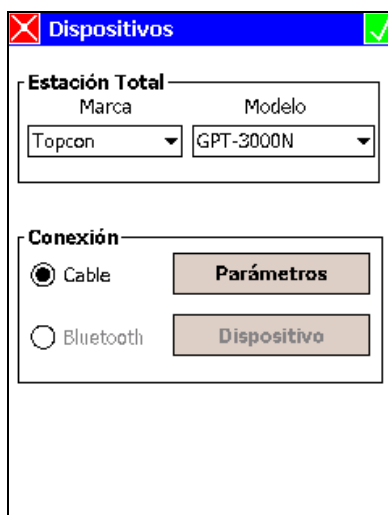 Dispositivos
Estación Total
Marca Modelo
Topcon GPT-3000N
Conexión
Cable Parámetros
Bluetooth Dispositivo